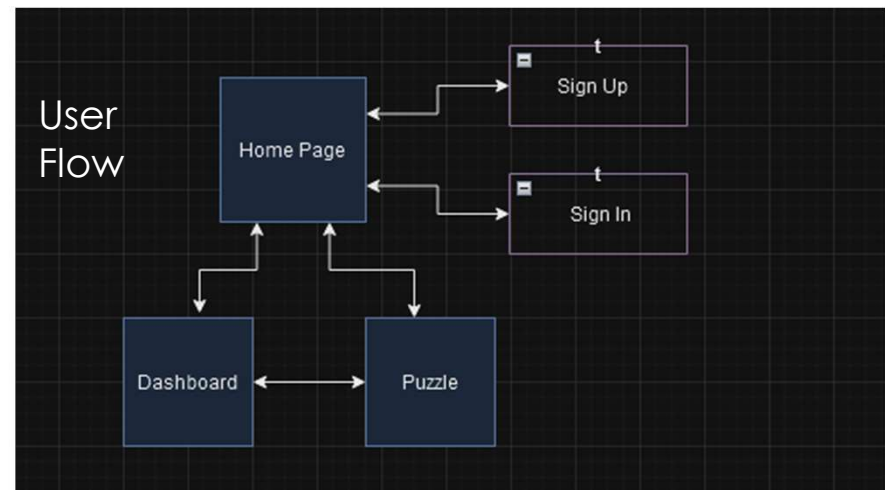 User
Flow
Home Page
t
Sign Up
t
Sign In
Dashboard
Puzzle